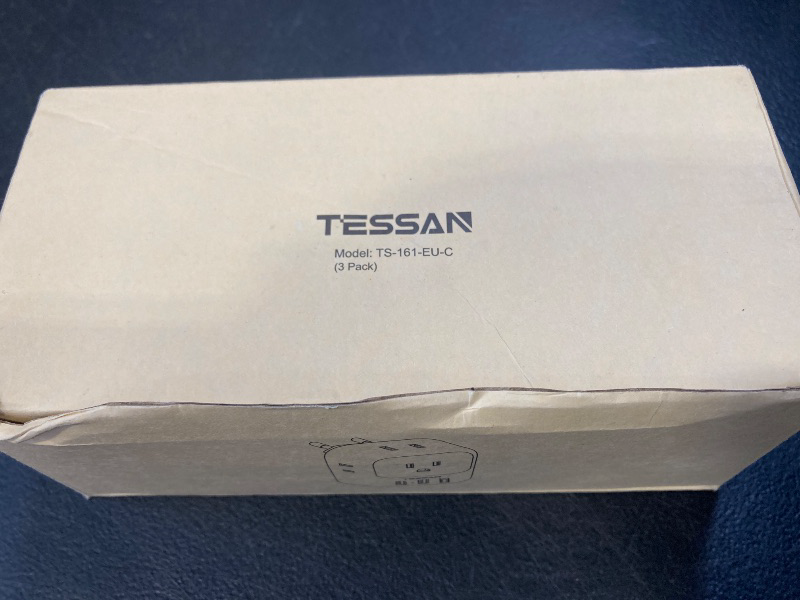 TESSAN
Model: TS-161-EU-C
(3 Pack)